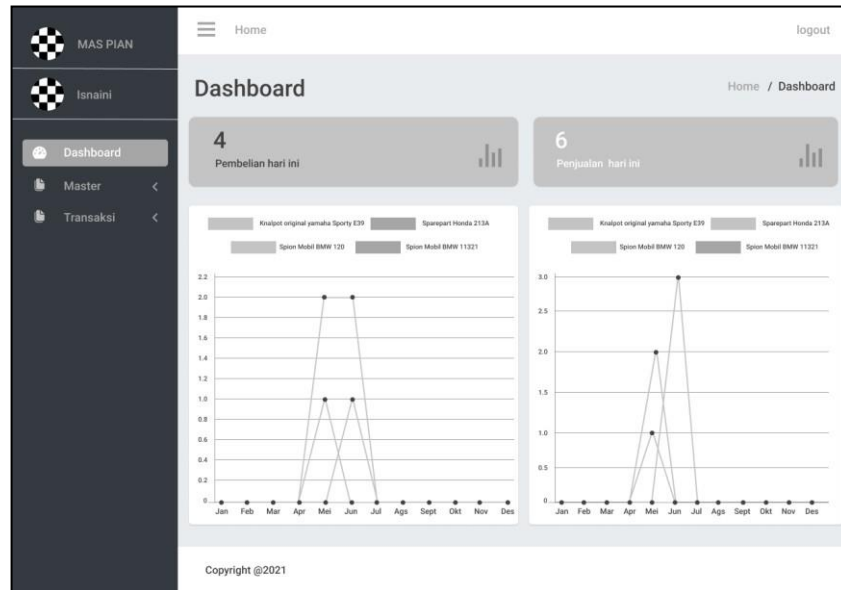 MAS PIAN
Isnaini
Dashboard
Master
Transaksi
Home
logout
Dashboard
Home / Dashboard
4
Pembelian hari ini
6
Penjualan hari ini
Knalpot original yamaha Sporty E39 Sparepart Honda 213A
Spion Mobil BMW 120 Spion Mobil BMW 11321
2.2
2.0
1.8
1.6
1.4
1.2
1.0
0.8
0.6
0.4
0.2
0
Jan Feb Mar Apr Mei Jun Jul Ags Sept Okt Nov Des
Knalpot original yamaha Sporty E39 Sparepart Honda 213A
Spion Mobil BMW 120 Spion Mobil BMW 11321
3.0
2.5
2.0
1.5
1.0
0.5
0
Jan Feb Mar Apr Mei Jun Jul Ags Sept Okt Nov Des
Copyright @2021